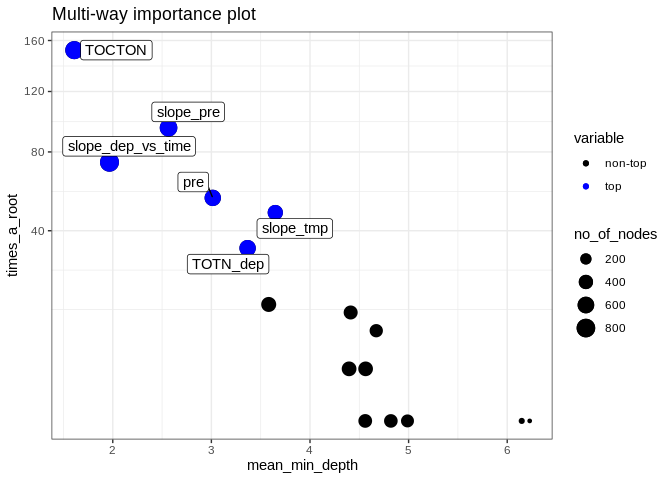 Multi-way importance plot
160
120
80
40
times_a_root
TOCTON
slope_pre
slope_dep_vs_time
pre
slope_tmp
TOTN_dep
2
3
4
5
6
mean_min_depth
variable
non-top
top
no_of_nodes
200
400
600
800